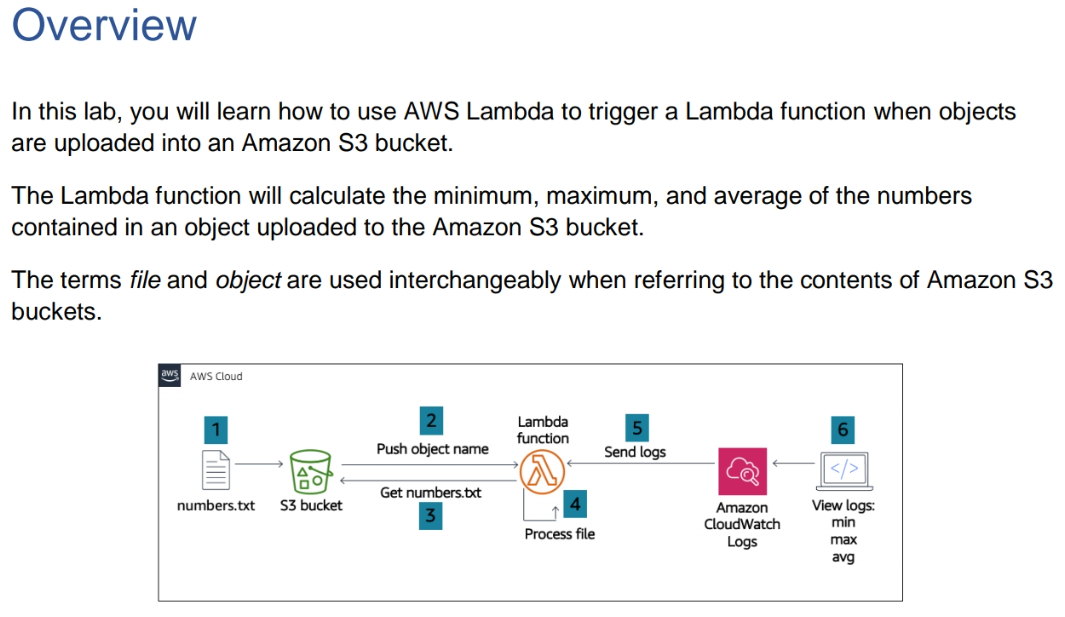 Overview
In this lab, you will learn how to use AWS Lambda to trigger a Lambda function when objects
are uploaded into an Amazon S3 bucket.
The Lambda function will calculate the minimum, maximum, and average of the numbers
contained in an object uploaded to the Amazon S3 bucket.
The terms file and object are used interchangeably when referring to the contents of Amazon S3
buckets.
aws
AWS Cloud
1
numbers.txt
S3 bucket
2
Push object name
Get numbers.txt
3
Lambda
function
4
Process file
5
Send logs
Amazon
CloudWatch
Logs
6
</>
View logs:
min
max
avg